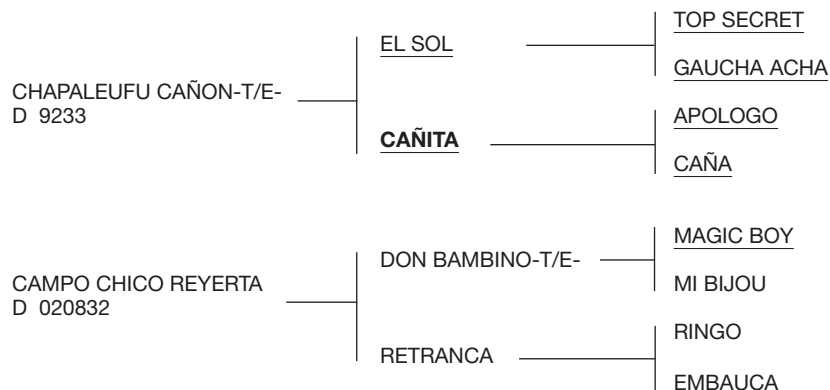 TOP SECRET
EL SOL
GAUCHA ACHA
CHAPALEUFU CAÑON-T/E-
D 9233
APOLOGO
CAÑITA
CAÑA
MAGIC BOY
DON BAMBINO-T/E-
MI BIJOU
CAMPO CHICO REYERTA
D 020832
RINGO
RETRANCA
EMBAUCA